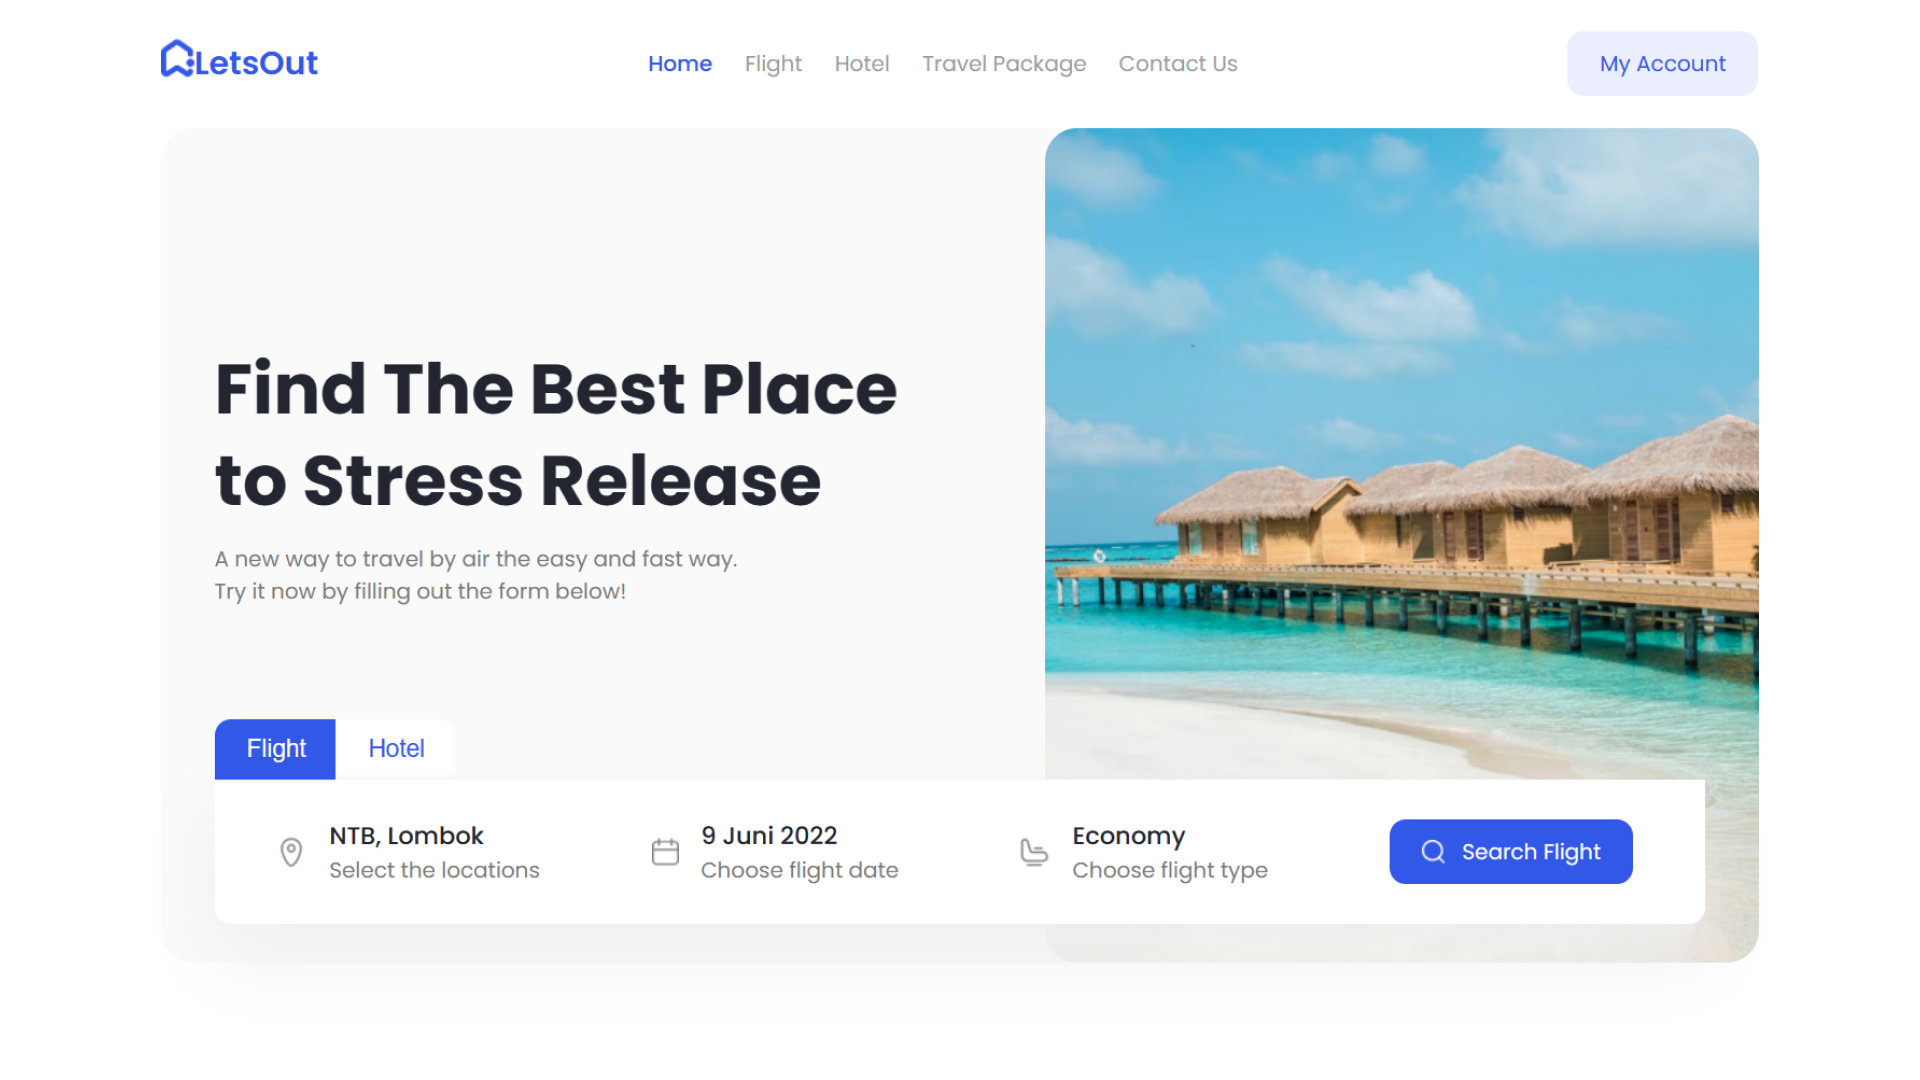 LetsOut
Home Flight Hotel Travel Package Contact Us
My Account
Find The Best Place
to Stress Release
A new way to travel by air the easy and fast way.
Try it now by filling out the form below!
Flight Hotel
NTB, Lombok
Select the locations
9 Juni 2022
Choose flight date
Economy
Choose flight type
Search Flight